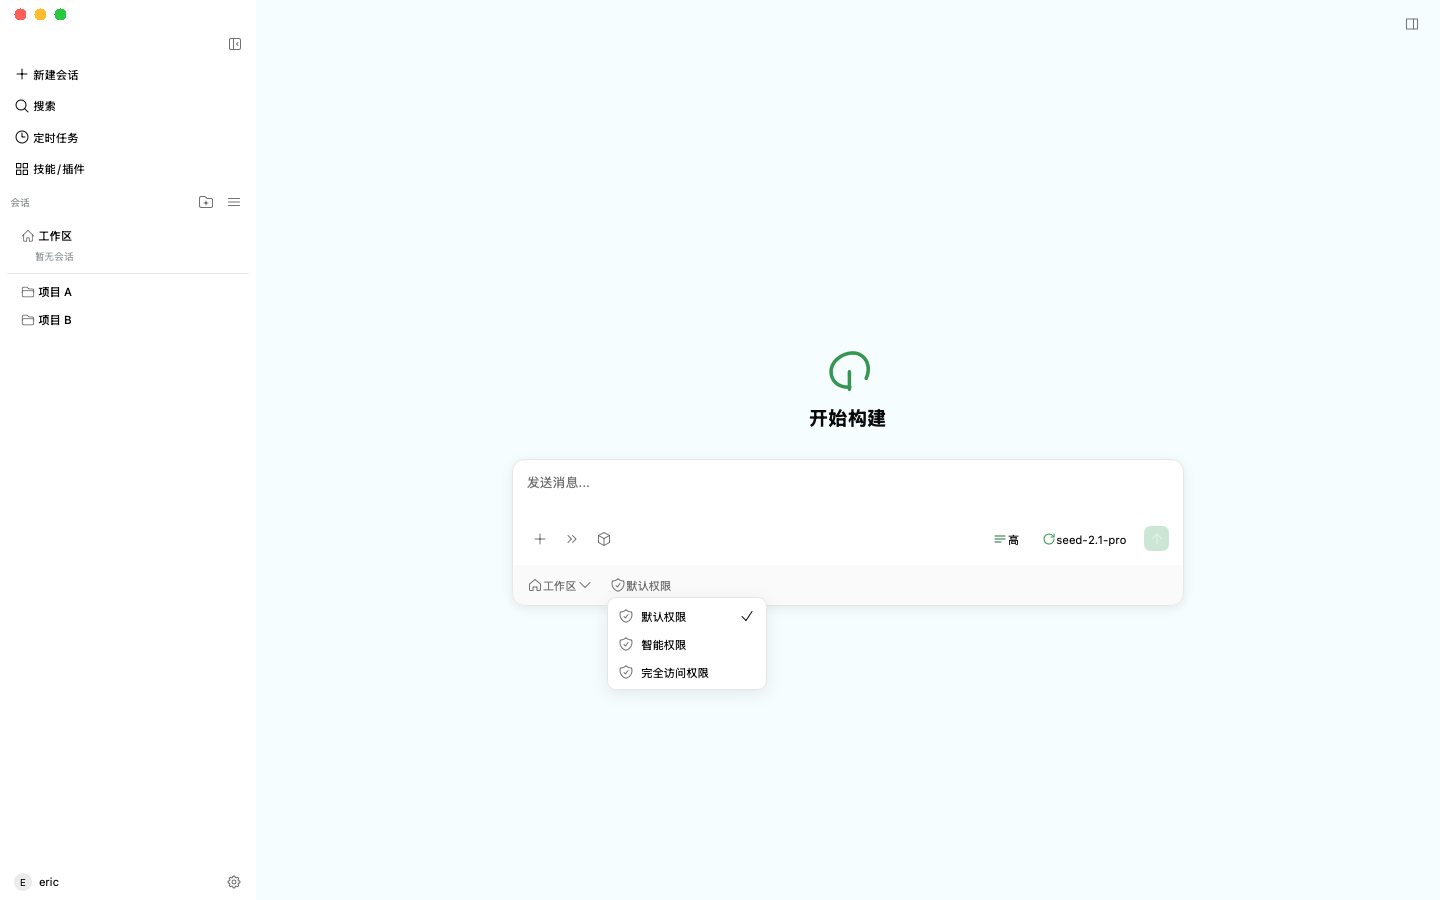 新建会话
搜索
定时任务
技能/插件
会话
工作区
暂无会话
项目 A
项目 B
E eric
开始构建
发送消息...
高 seed-2.1-pro
工作区 默认权限
默认权限
智能权限
完全访问权限